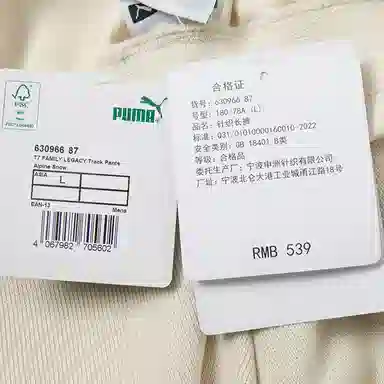 FSC
PUMA
630966 87
T7 FAMILY LEGACY Track Pants
Alpine Snow
ASIA
L
EAN-13
Mens
4 067982 705602
合格证
货号:630966 87
号型:180/78A (L)
品名:针织长裤
标准:Q31/0101000016C010-2022
安全类别:GB 18401 B类
等级:合格品
委托生产厂:宁波申洲针织有限公司
厂址:宁波北仑大港工业城甬江路18号
RMB 539